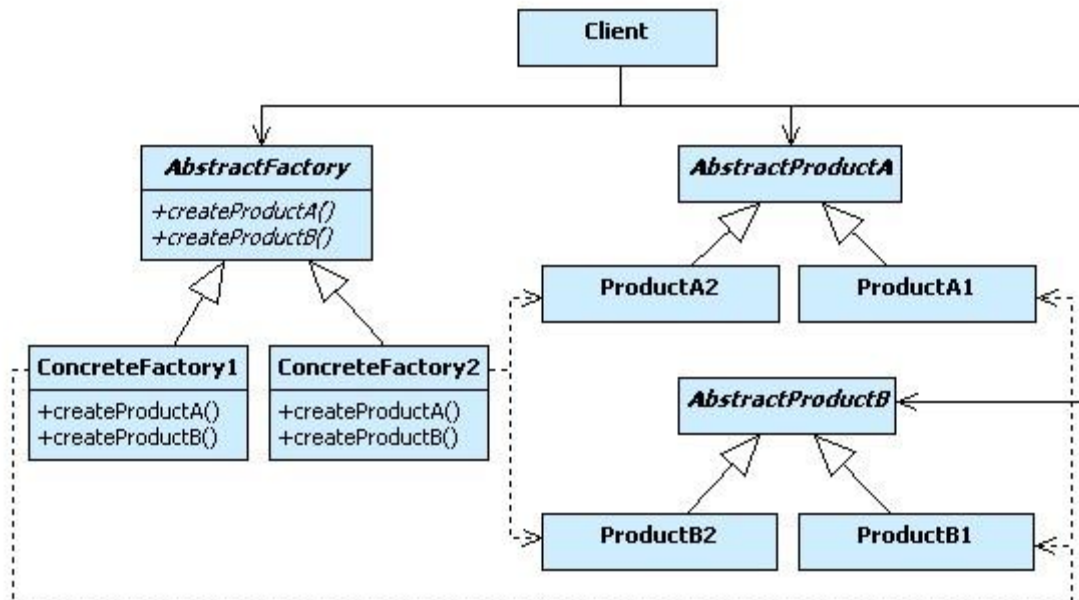 Client
AbstractFactory
+createProductA()
+createProductB()
AbstractProductA
ProductA2
ProductA1
ConcreteFactory1
+createProductA()
+createProductB()
ConcreteFactory2
+createProductA()
+createProductB()
AbstractProductB
ProductB2
ProductB1